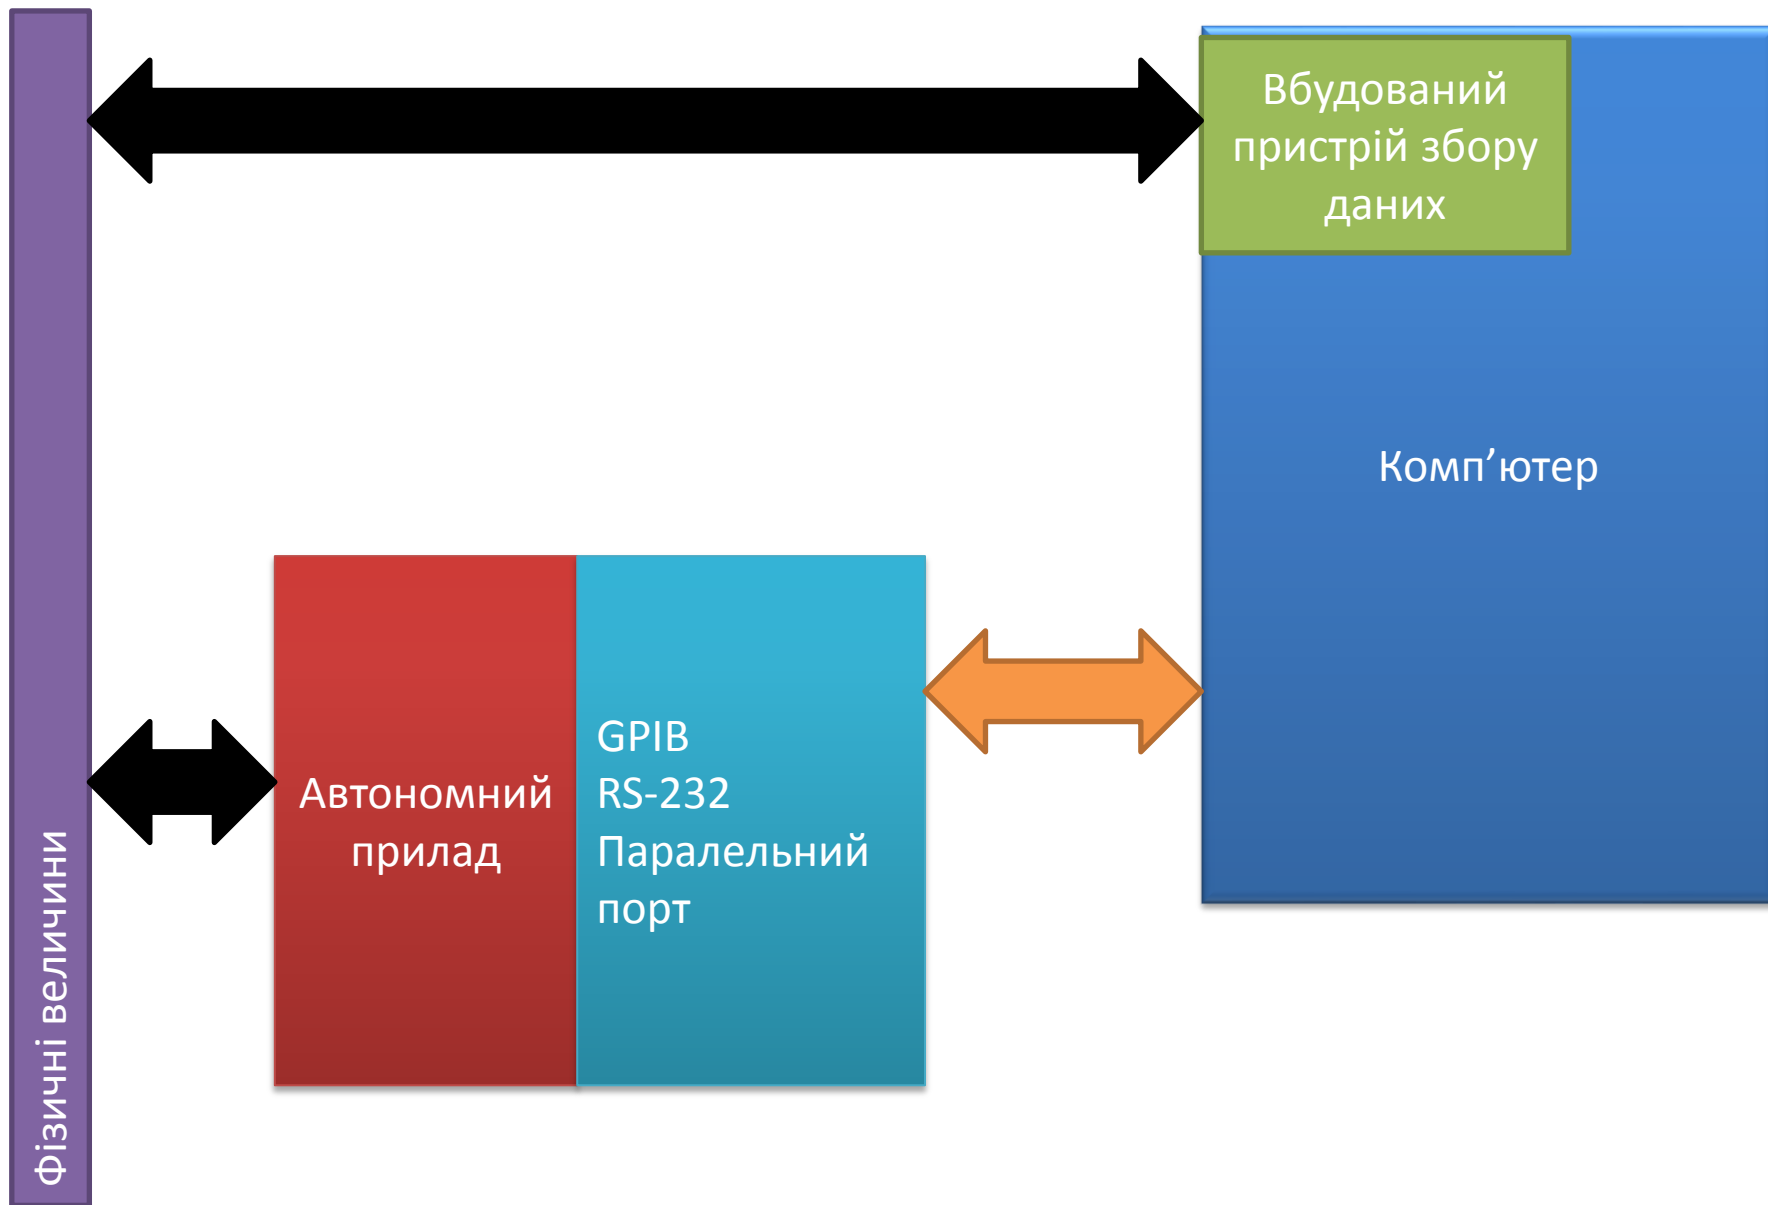 Вбудований
пристрій збору
даних
Комп’ютер
GPIB
RS-232
Паралельний
порт
Автономний
прилад
Фізичні величини